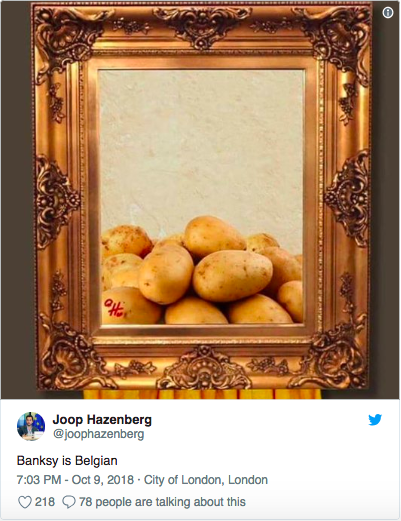 Joop Hazenberg
@joophazenberg
Banksy is Belgian
7:03 PM - Oct 9, 2018 · City of London, London
218 78 people are talking about this